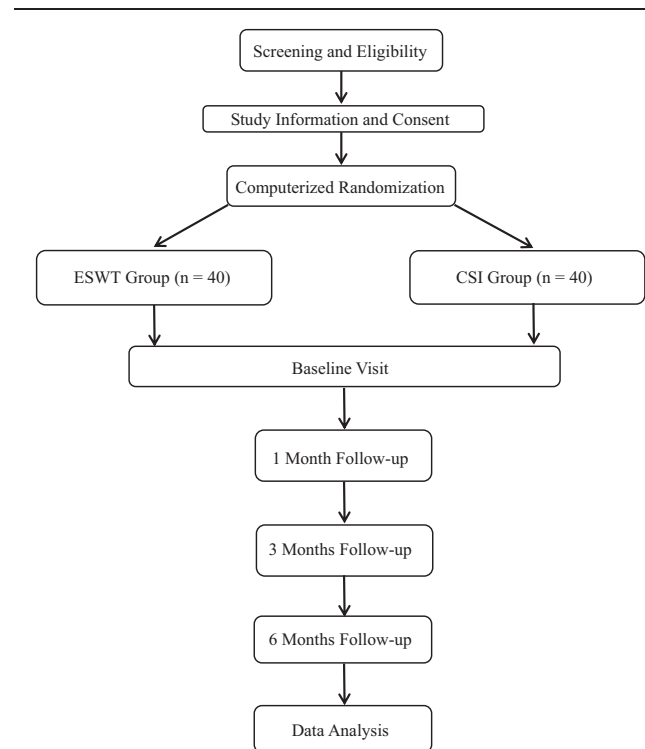 Screening and Eligibility
Study Information and Consent
Computerized Randomization
ESWT Group (n = 40)
CSI Group (n = 40)
Baseline Visit
1 Month Follow-up
3 Months Follow-up
6 Months Follow-up
Data Analysis